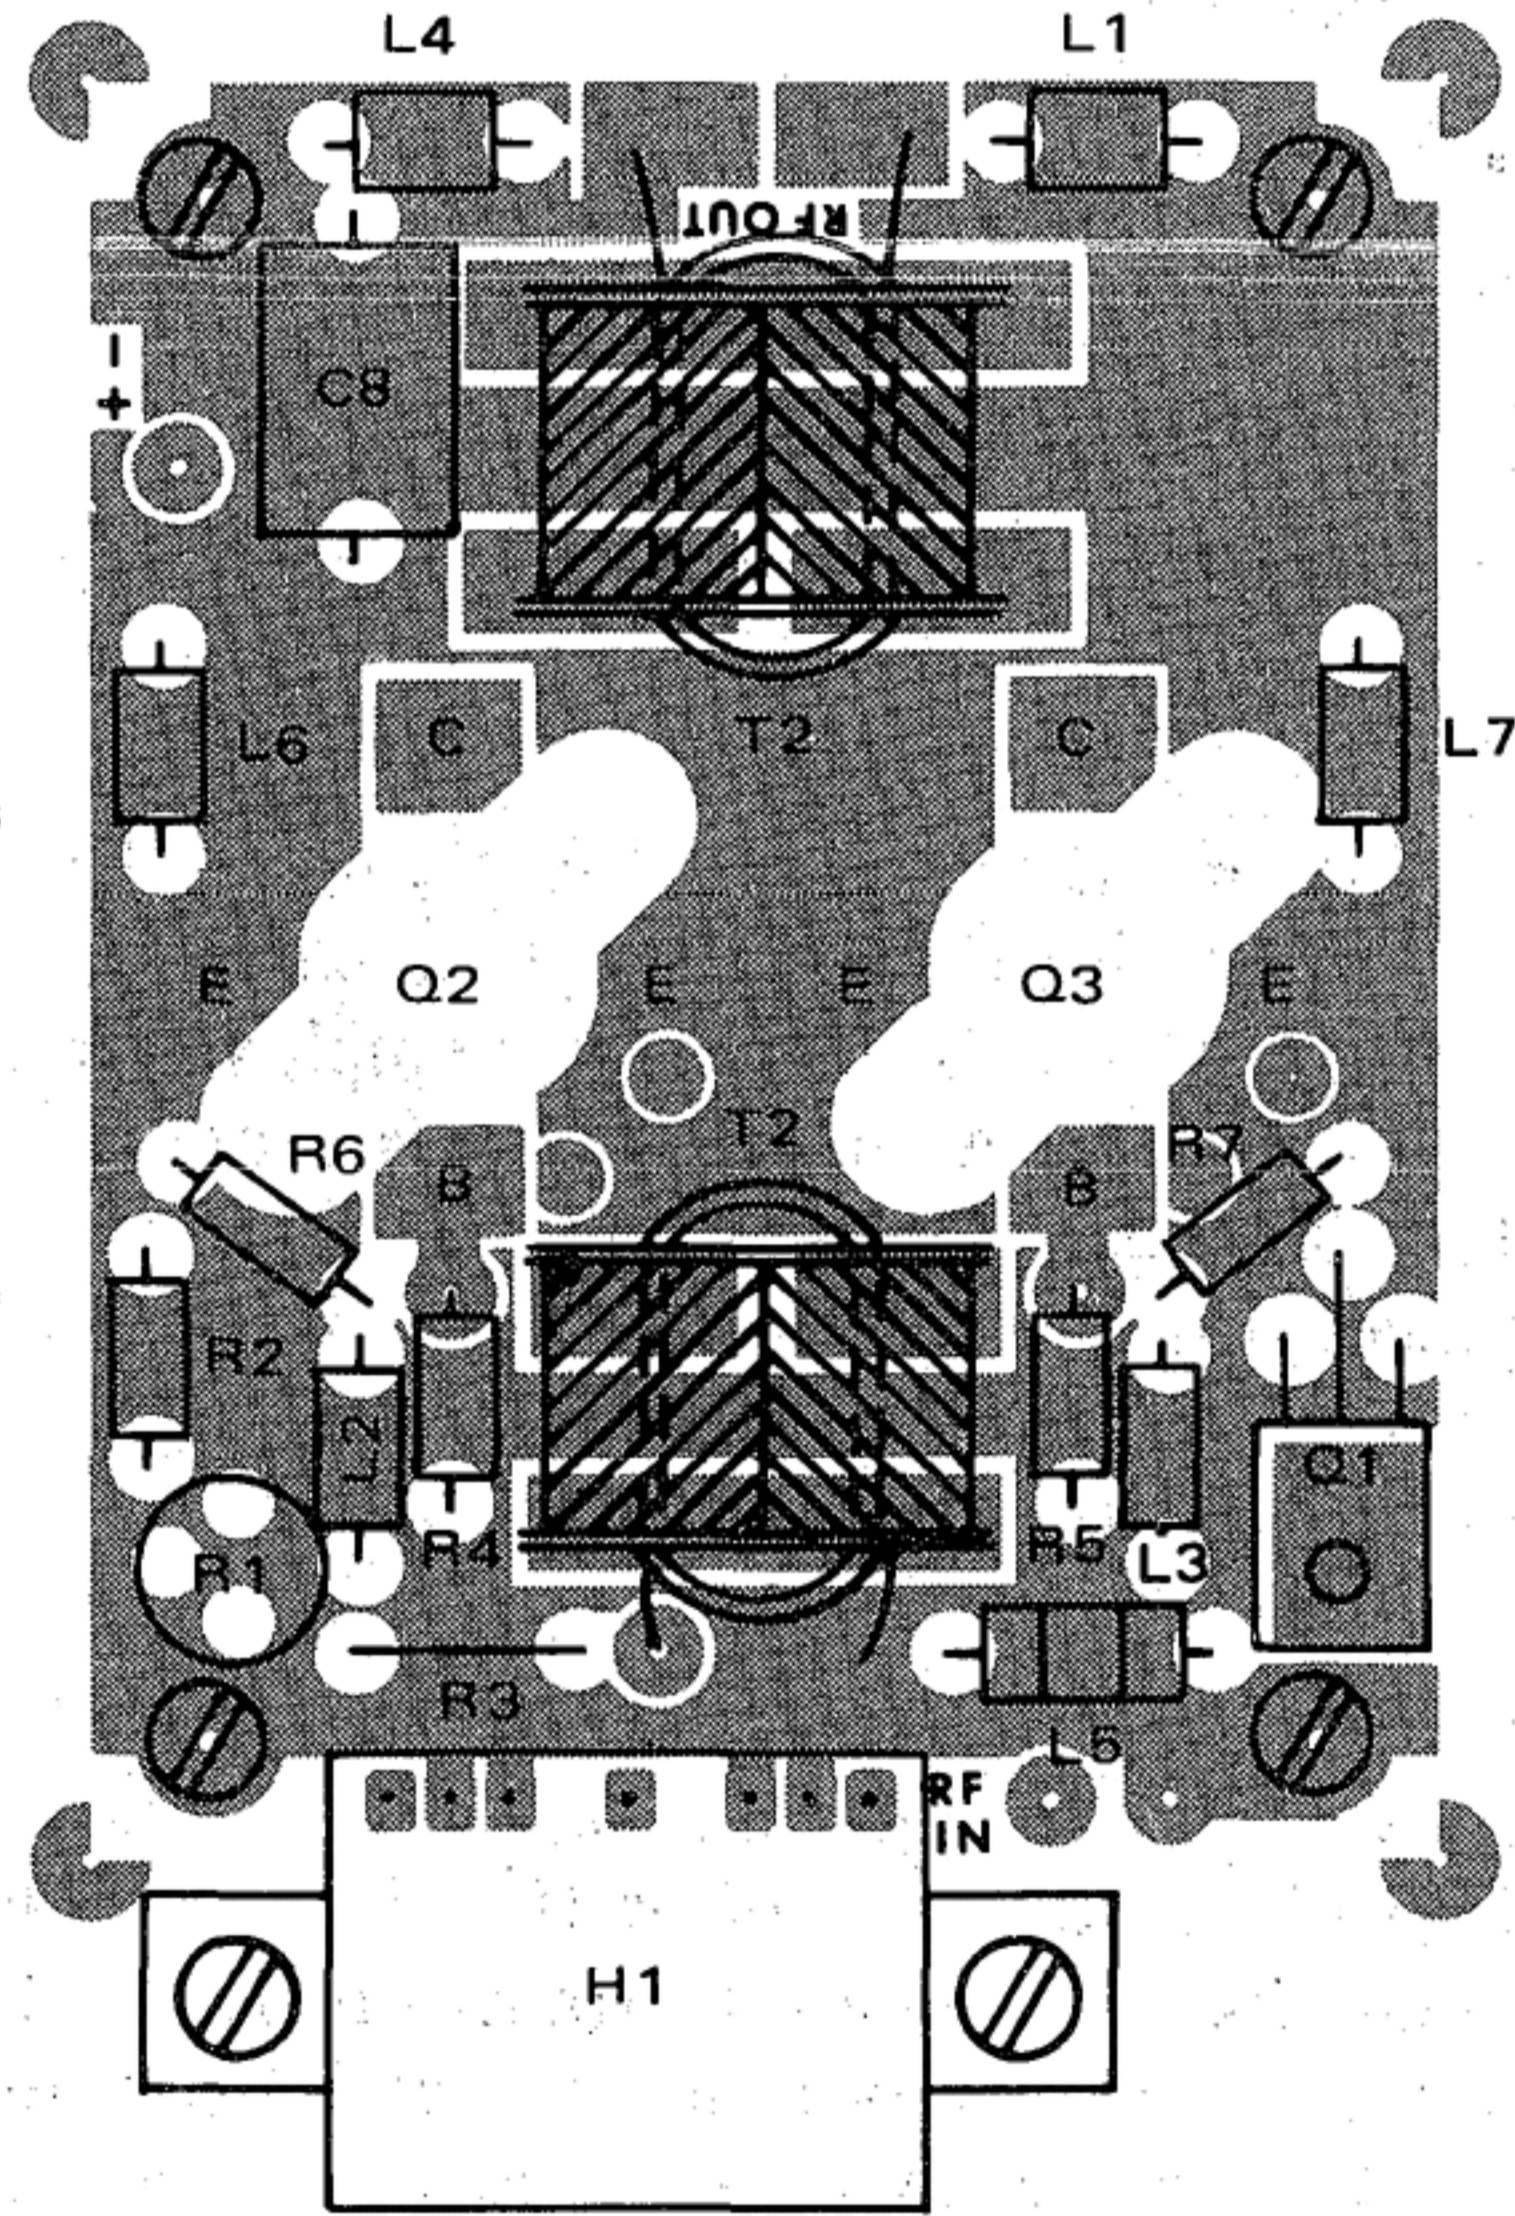 L4 L1
RF OUT
C8
-
+
L6 C T2 C L7
E Q2 E E Q3 E
T2
R6 B B R7
R2 L2 Q1
R1 R4 R5 L3
R3 L5
RF
IN
H1